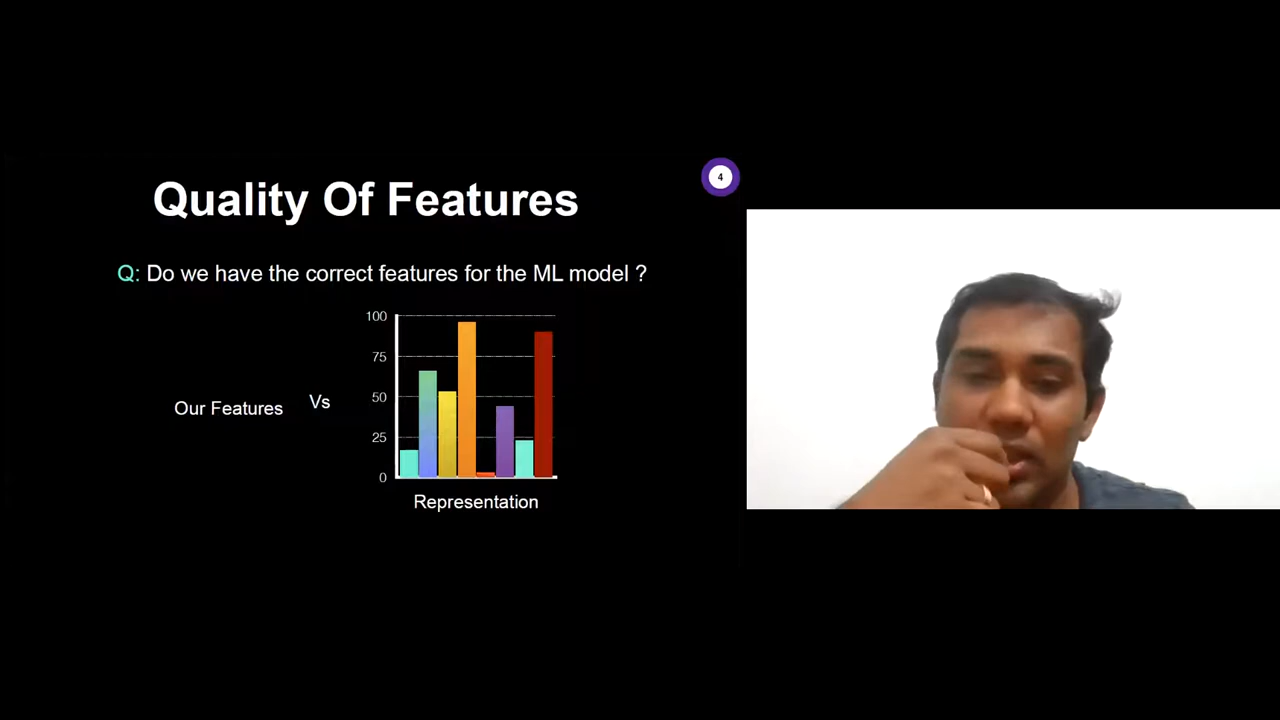 Quality Of Features
4
Q: Do we have the correct features for the ML model ?
100
75
50
25
0
Our Features
Vs
Representation